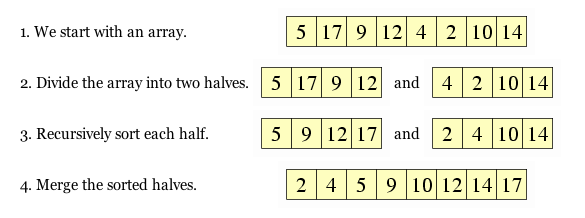 1. We start with an array. 5 17 9 12 4 2 10 14
2. Divide the array into two halves. 5 17 9 12 and 4 2 10 14
3. Recursively sort each half. 5 9 12 17 and 2 4 10 14
4. Merge the sorted halves. 2 4 5 9 10 12 14 17